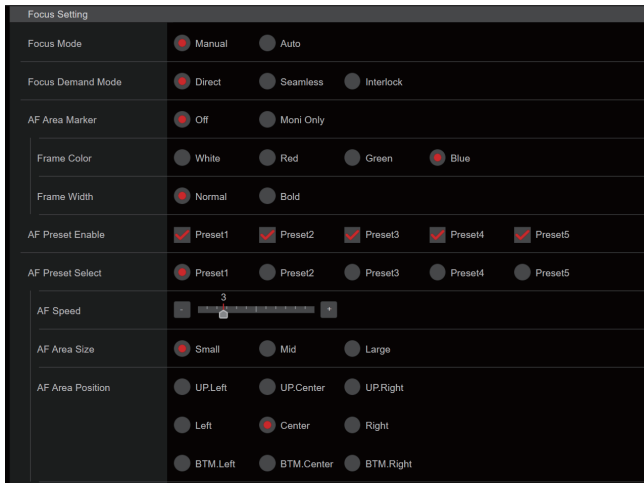 Focus Setting
Focus Mode Manual Auto
Focus Demand Mode Direct Seamless Interlock
AF Area Marker Off Moni Only
Frame Color White Red Green Blue
Frame Width Normal Bold
AF Preset Enable Preset1 Preset2 Preset3 Preset4 Preset5
AF Preset Select Preset1 Preset2 Preset3 Preset4 Preset5
3
AF Speed - +
AF Area Size Small Mid Large
AF Area Position UP.Left UP.Center UP.Right
Left Center Right
BTM.Left BTM.Center BTM.Right